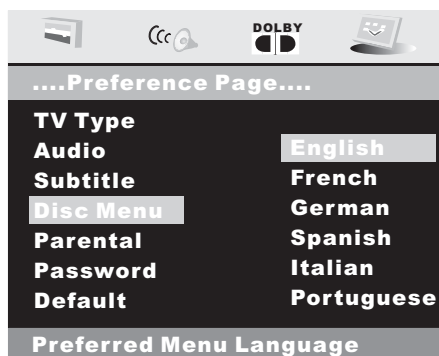 DOLBY
....Preference Page....
TV Type
Audio
Subtitle
Disc Menu
Parental
Password
Default
English
French
German
Spanish
Italian
Portuguese
Preferred Menu Language